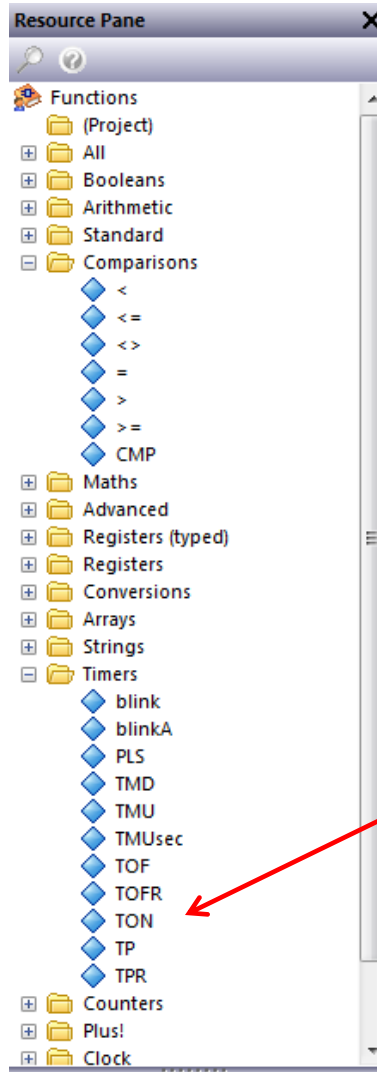 Resource Pane
Functions
(Project)
All
Booleans
Arithmetic
Standard
Comparisons
<
<=
<>
=
>
>=
CMP
Maths
Advanced
Registers (typed)
Registers
Conversions
Arrays
Strings
Timers
blink
blinkA
PLS
TMD
TMU
TMUsec
TOF
TOFR
TON
TP
TPR
Counters
Plus!
Clock